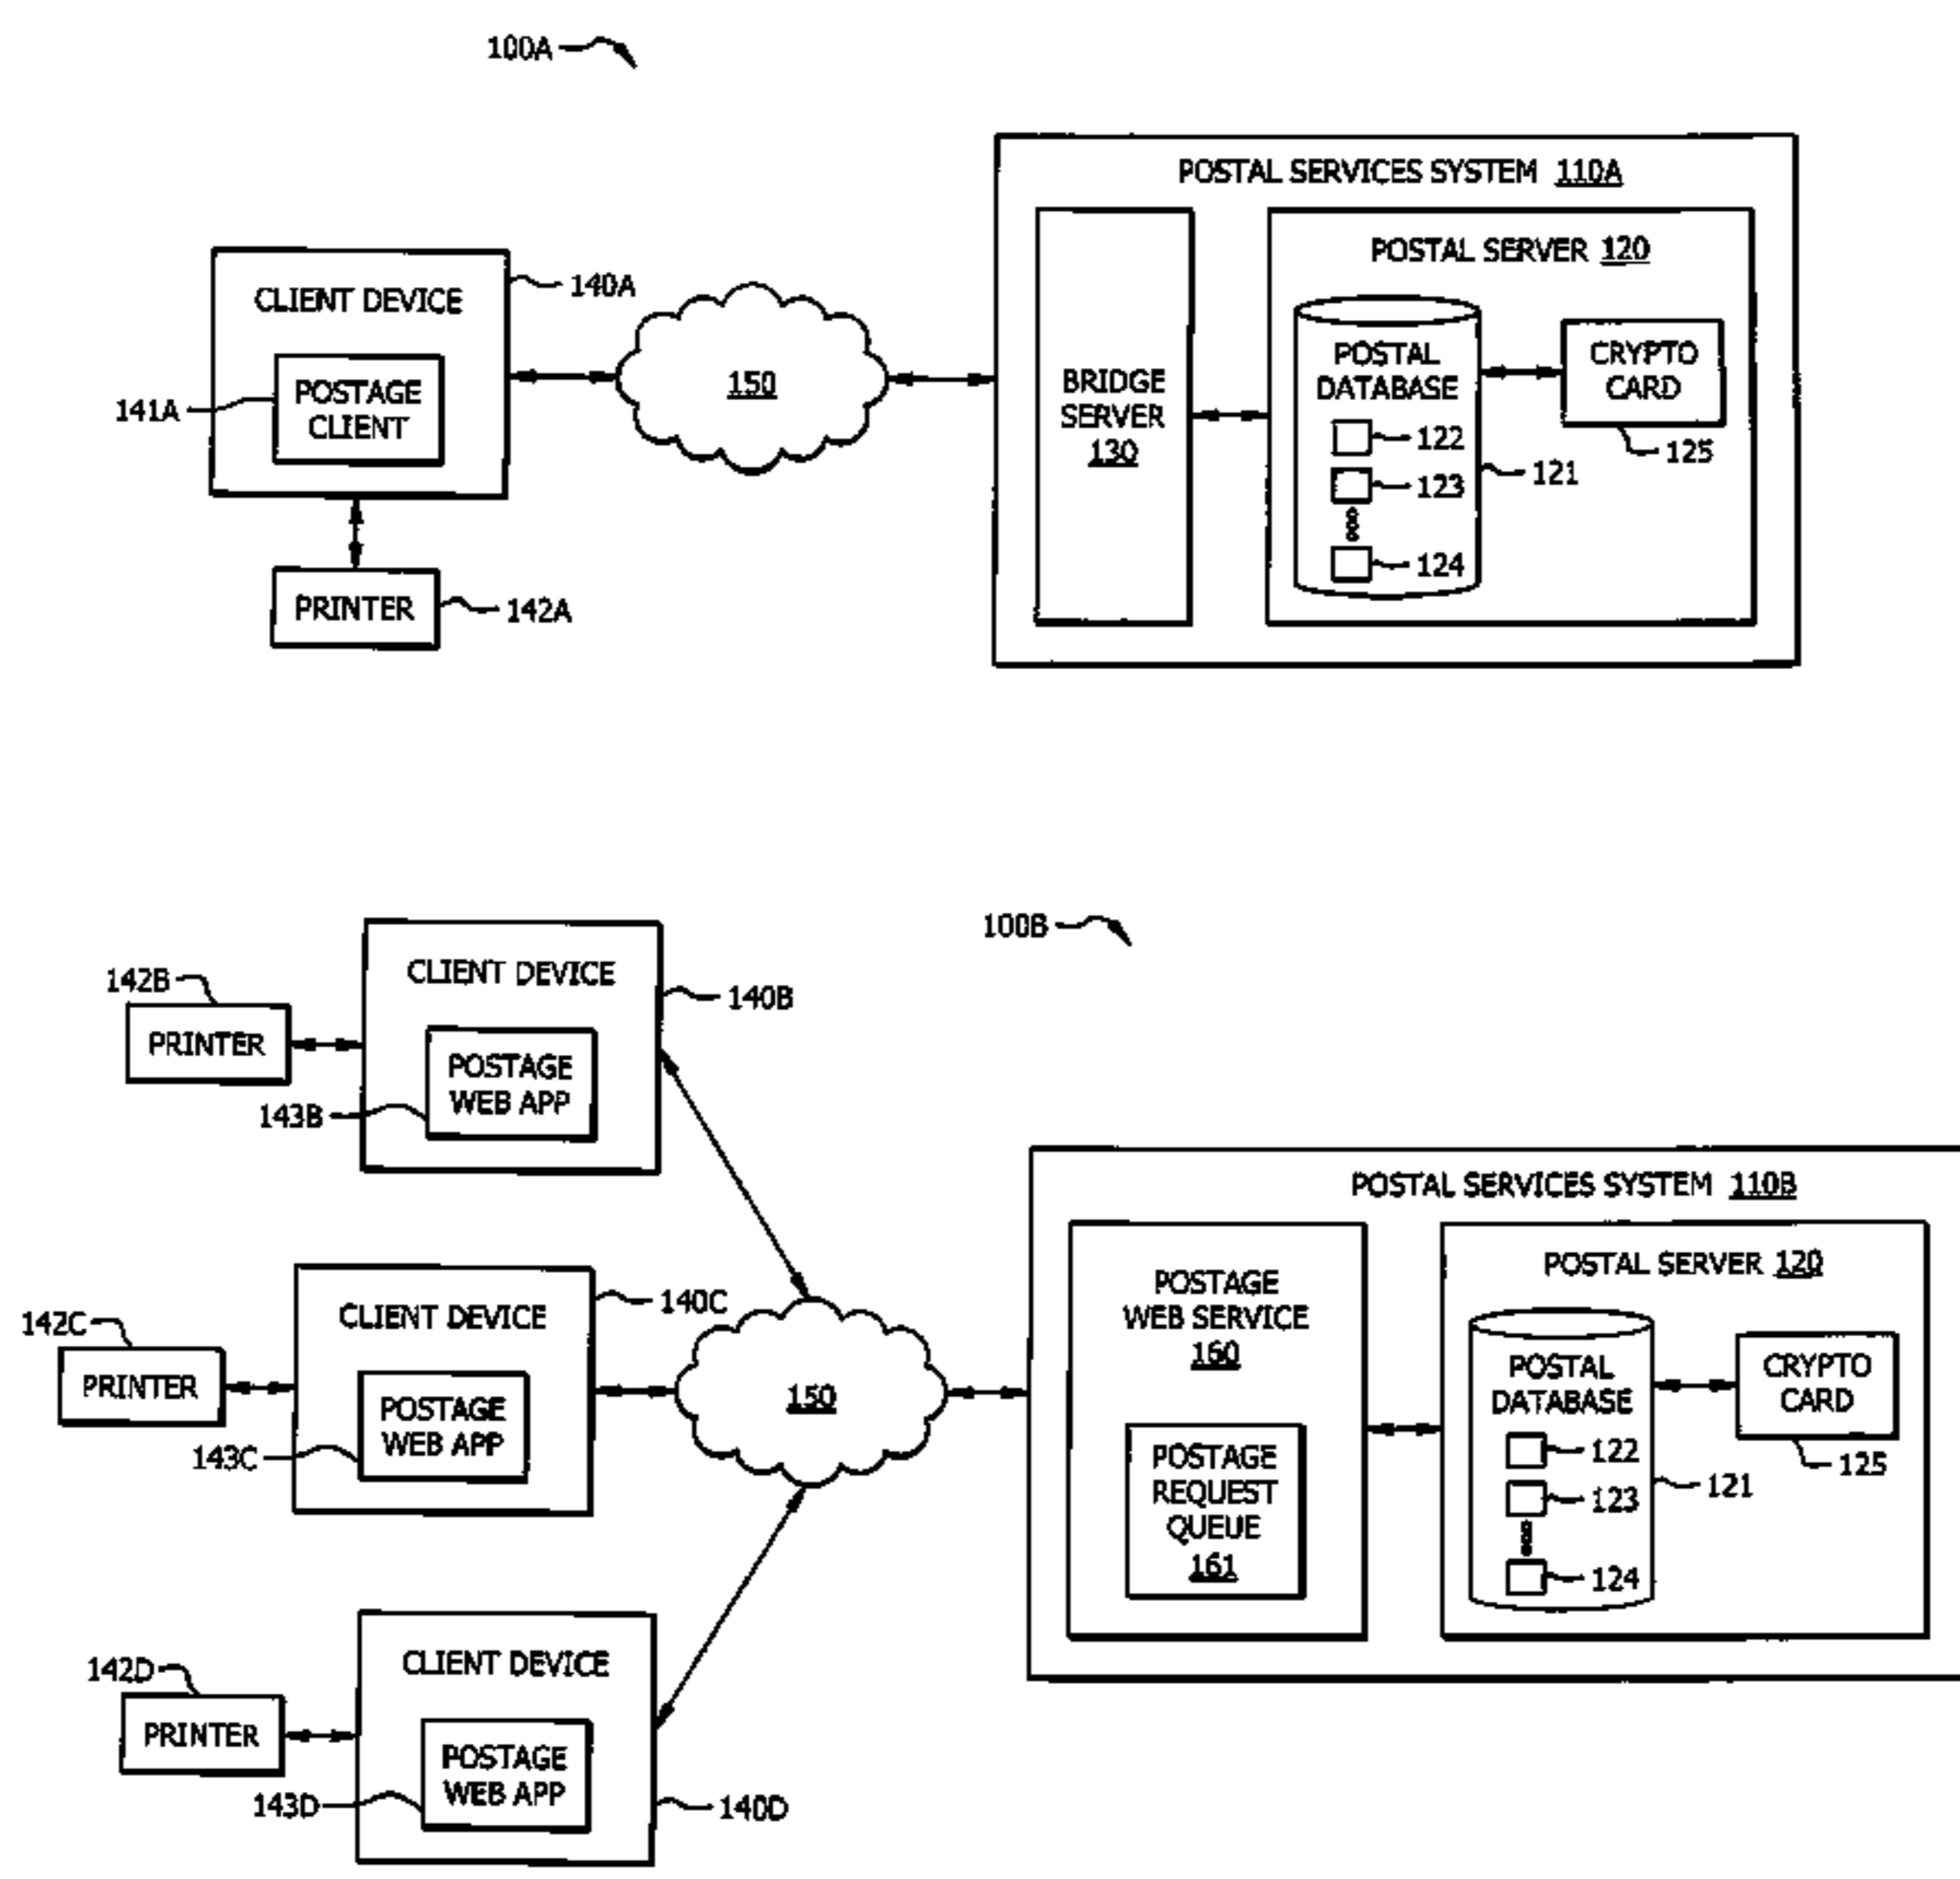 100A
POSTAL SERVICES SYSTEM 110A
POSTAL SERVER 120
CLIENT DEVICE
140A
POSTAGE
CLIENT
141A
150
BRIDGE
SERVER
130
POSTAL
DATABASE
CRYPTO
CARD
122
123
124
121
125
PRINTER
142A
100B
CLIENT DEVICE
140B
142B
PRINTER
POSTAGE
WEB APP
143B
POSTAL SERVICES SYSTEM 110B
POSTAGE
WEB SERVICE
160
POSTAL SERVER 120
CLIENT DEVICE
140C
142C
PRINTER
POSTAGE
WEB APP
143C
150
POSTAGE
REQUEST
QUEUE
161
POSTAL
DATABASE
CRYPTO
CARD
122
123
124
121
125
CLIENT DEVICE
142D
PRINTER
POSTAGE
WEB APP
143D
140D